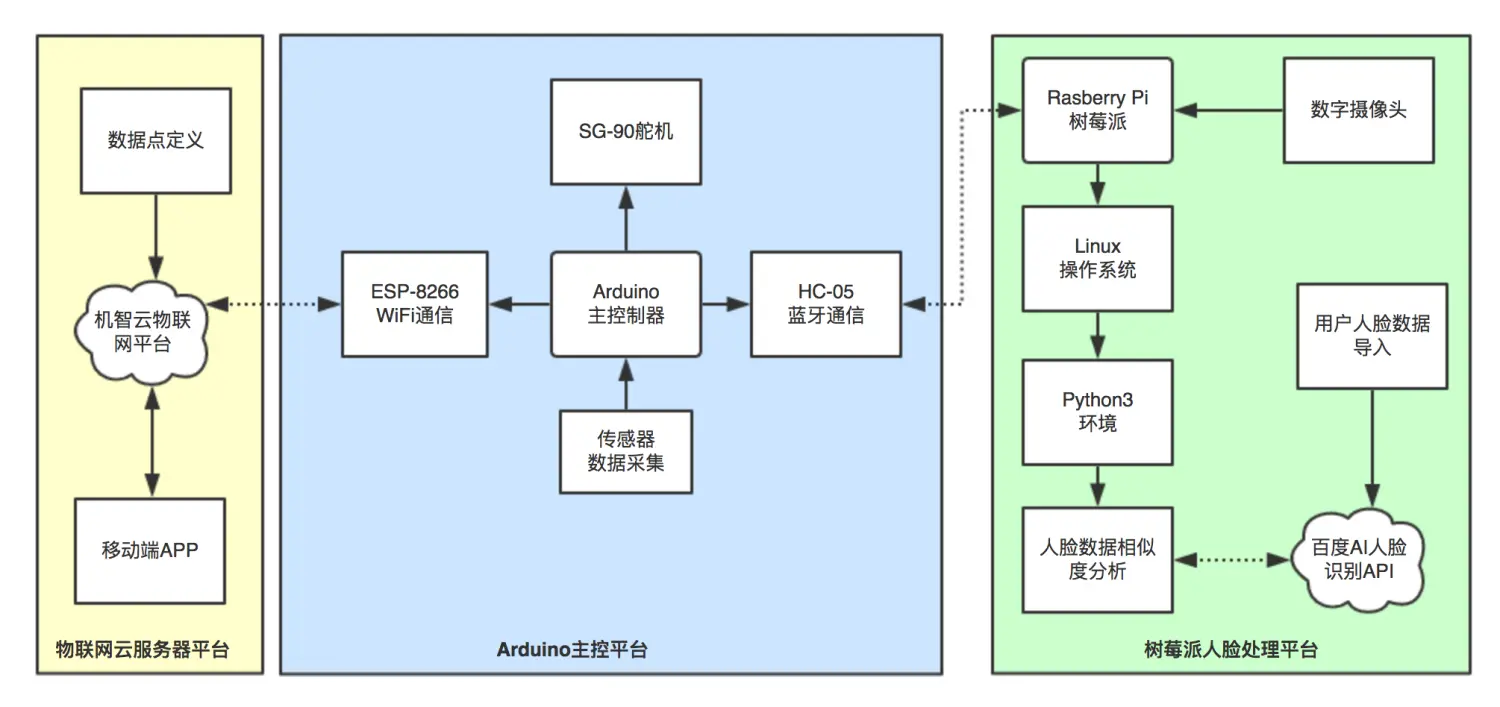 数据点定义
机智云物联
网平台
移动端APP
物联网云服务器平台
SG-90舵机
ESP-8266
WiFi通信
Arduino
主控制器
HC-05
蓝牙通信
传感器
数据采集
Arduino主控平台
Rasberry Pi
树莓派
数字摄像头
Linux
操作系统
用户人脸数据
导入
Python3
环境
人脸数据相似
度分析
百度AI人脸
识别API
树莓派人脸处理平台